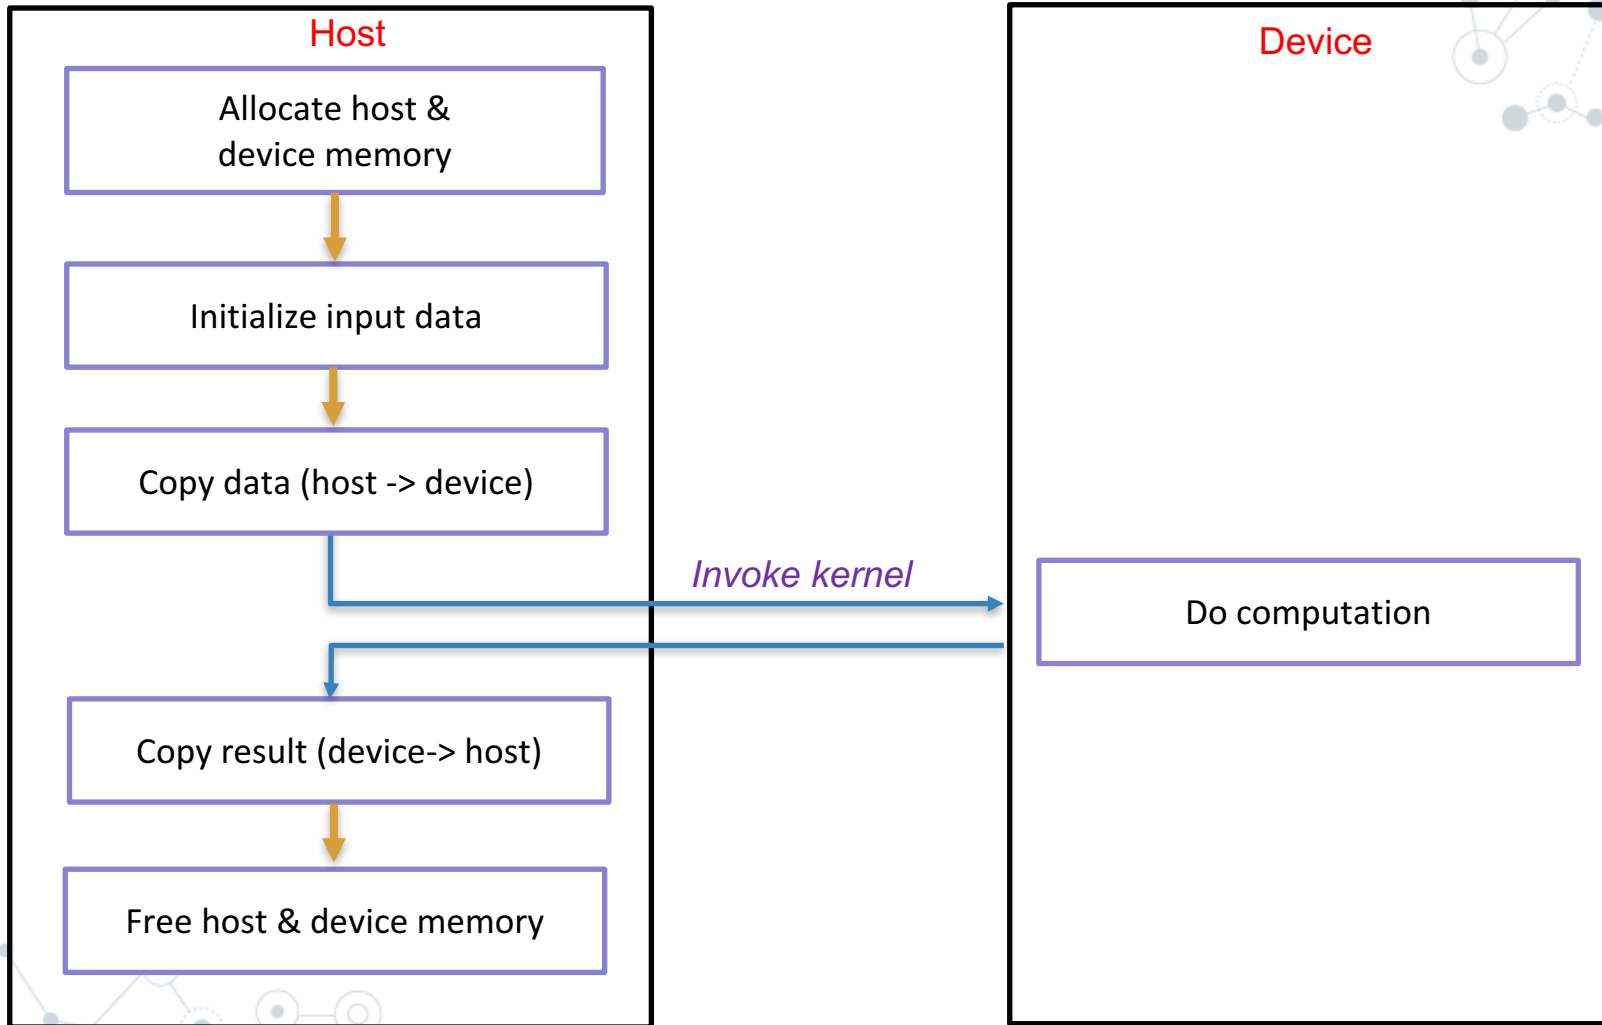 Host
Allocate host &
device memory
Initialize input data
Copy data (host -> device)
Copy result (device-> host)
Free host & device memory
Invoke kernel
Device
Do computation